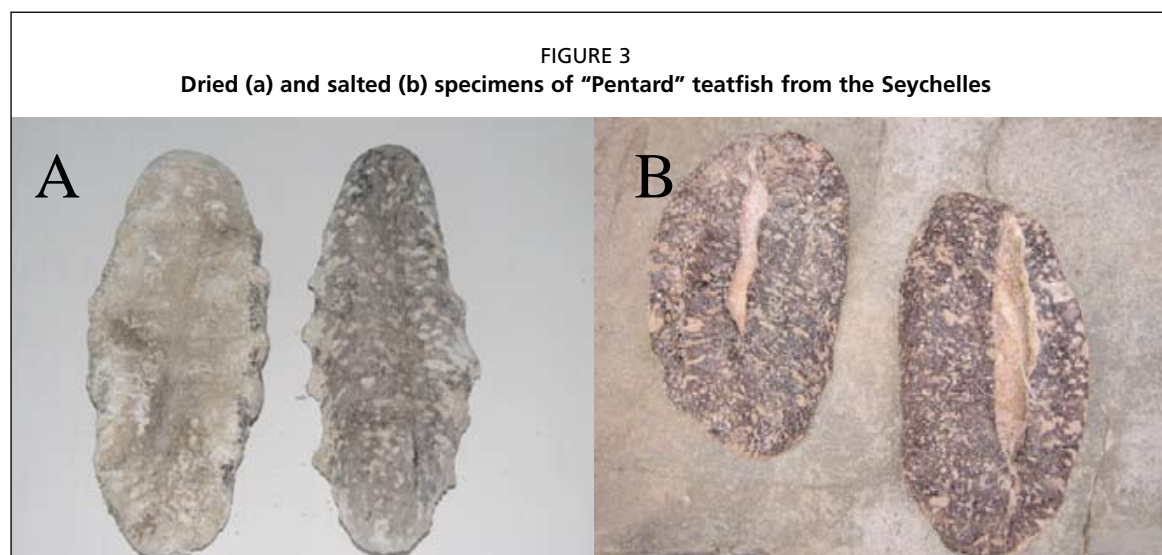 FIGURE 3
Dried (a) and salted (b) specimens of “Pentard” teatfish from the Seychelles
A
B